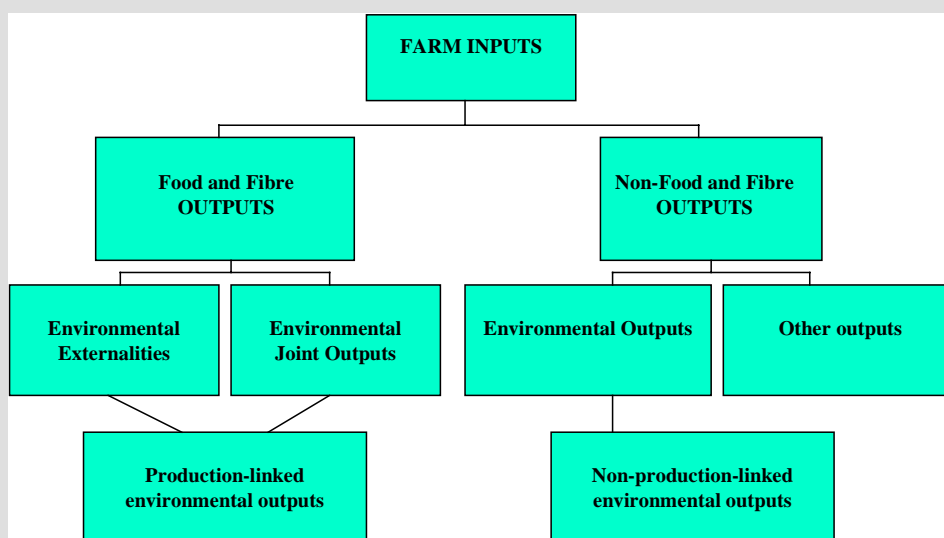 FARM INPUTS
Food and Fibre
OUTPUTS
Non-Food and Fibre
OUTPUTS
Environmental
Externalities
Environmental
Joint Outputs
Environmental Outputs
Other outputs
Production-linked
environmental outputs
Non-production-linked
environmental outputs